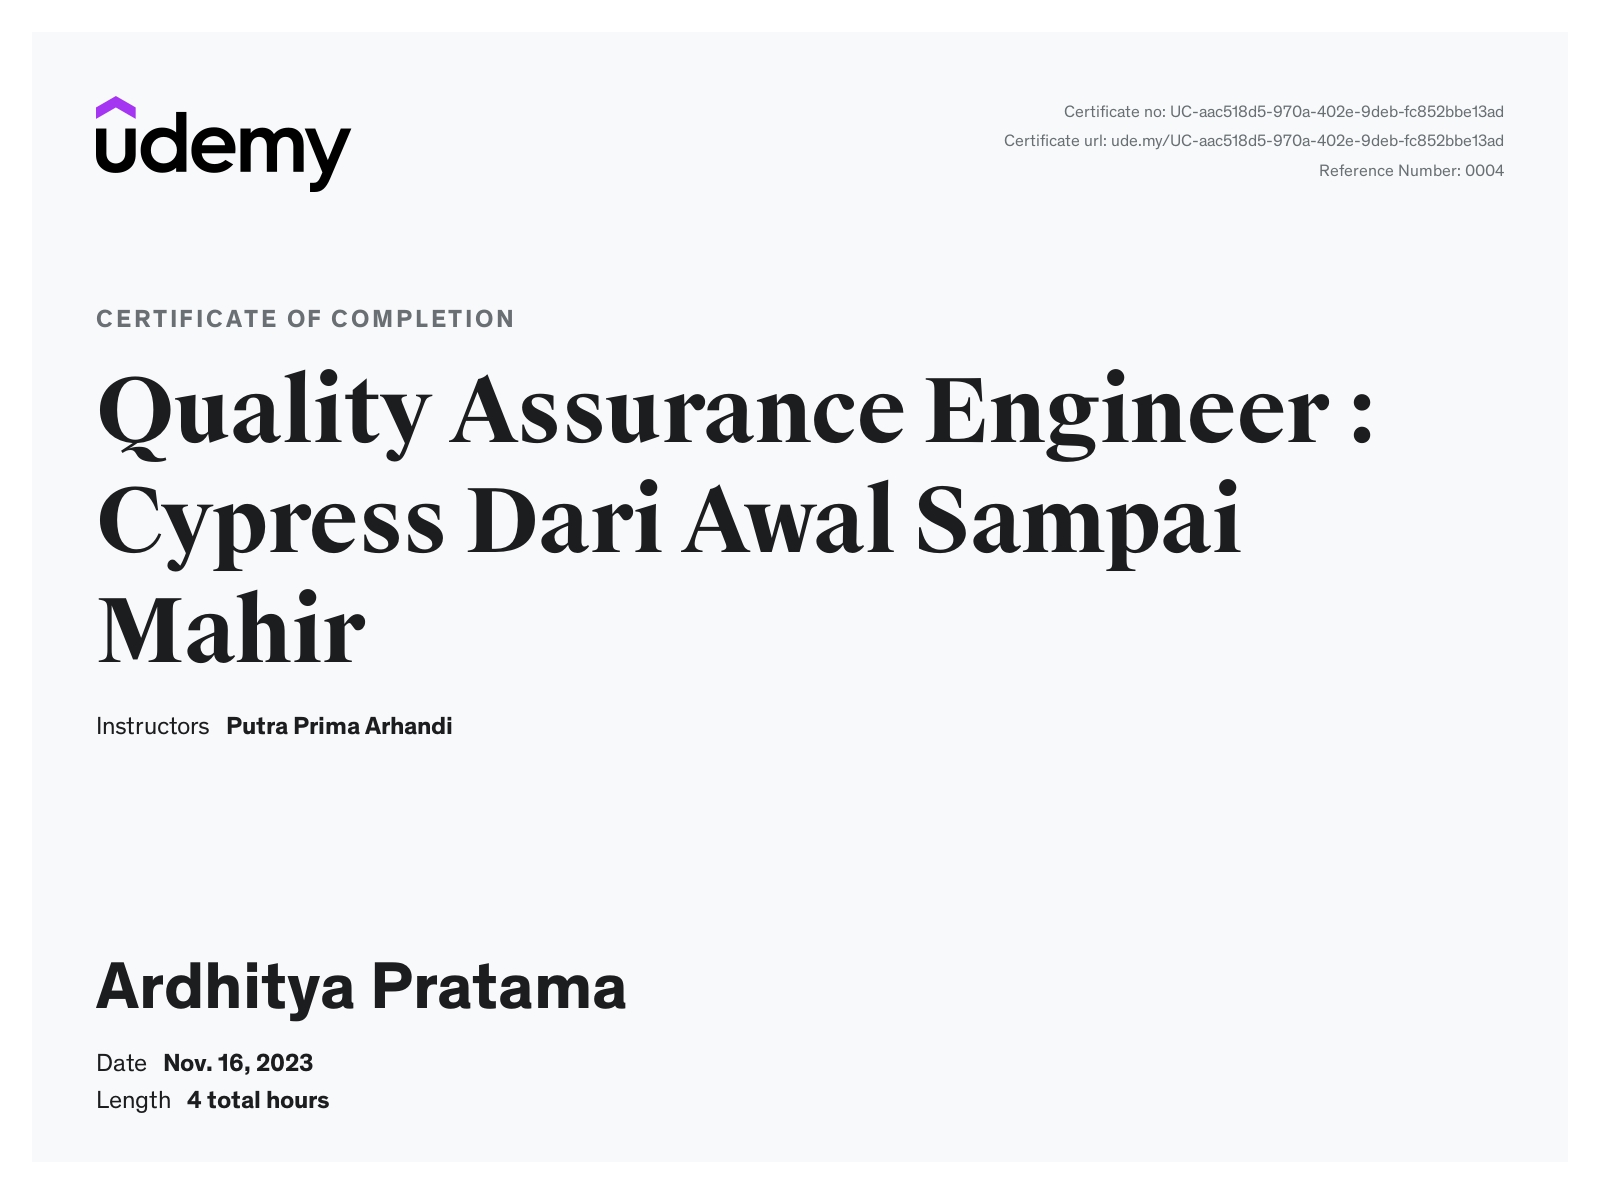 udemy
Certificate no: UC-aac518d5-970a-402e-9deb-fc852bbe13ad
Certificate url: ude.my/UC-aac518d5-970a-402e-9deb-fc852bbe13ad
Reference Number: 0004
CERTIFICATE OF COMPLETION
Quality Assurance Engineer :
Cypress Dari Awal Sampai
Mahir
Instructors Putra Prima Arhandi
Ardhitya Pratama
Date Nov. 16, 2023
Length 4 total hours